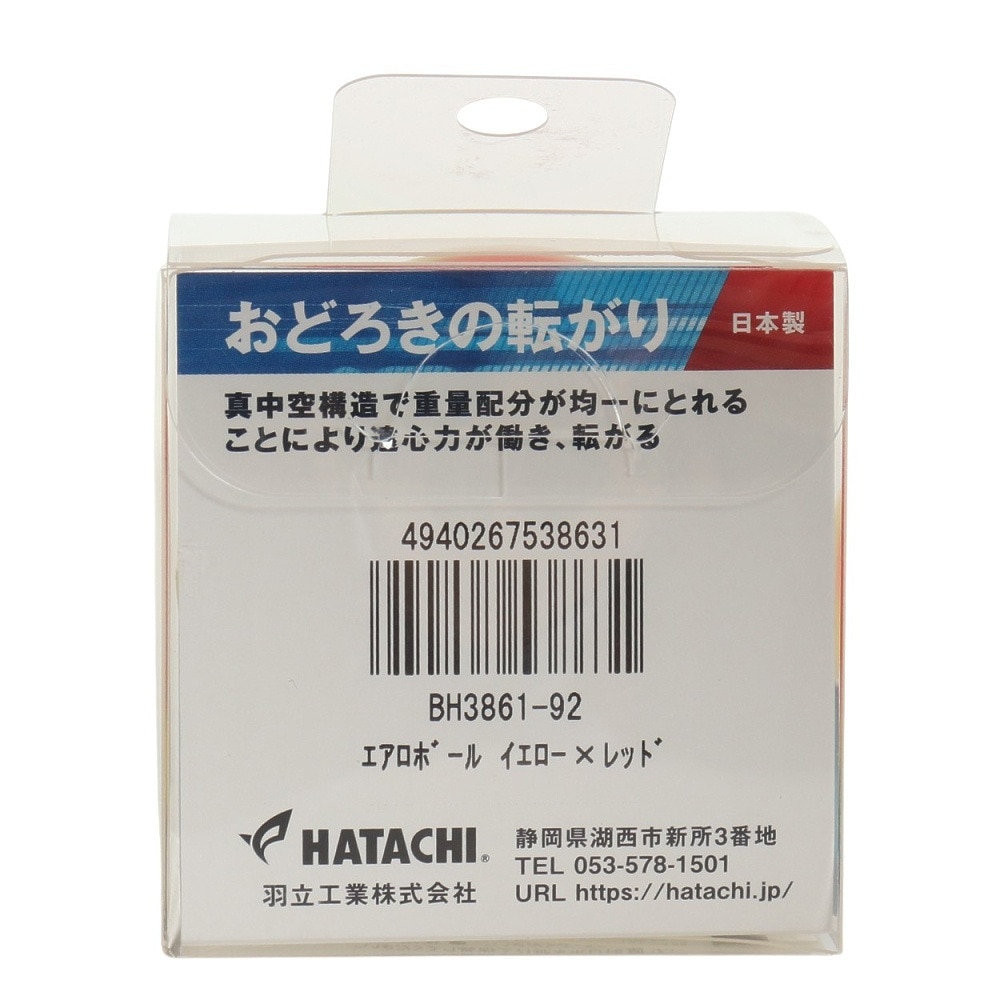 おどろきの転がり
日本製
真中空構造で重量配分が均一にとれる
ことにより遠心力が働き、転がる
4940267538631
BH3861-92
ｴｱﾛﾎﾞｰﾙ ｲｴﾛｰ×ﾚｯﾄﾞ
HATACHI®
羽立工業株式会社
静岡県湖西市新所3番地
TEL 053-578-1501
URL https://hatachi.jp/